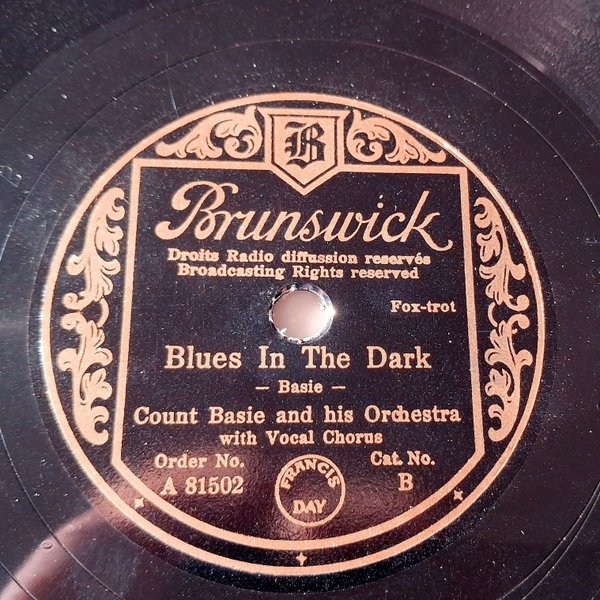 B
Brunswick
Droits Radio diffussion reservés
Broadcasting Rights reserved
Fox-trot
Blues In The Dark
– Basie –
Count Basie and his Orchestra
with Vocal Chorus
Order No.
A 81502
FRANCIS
DAY
Cat. No.
B